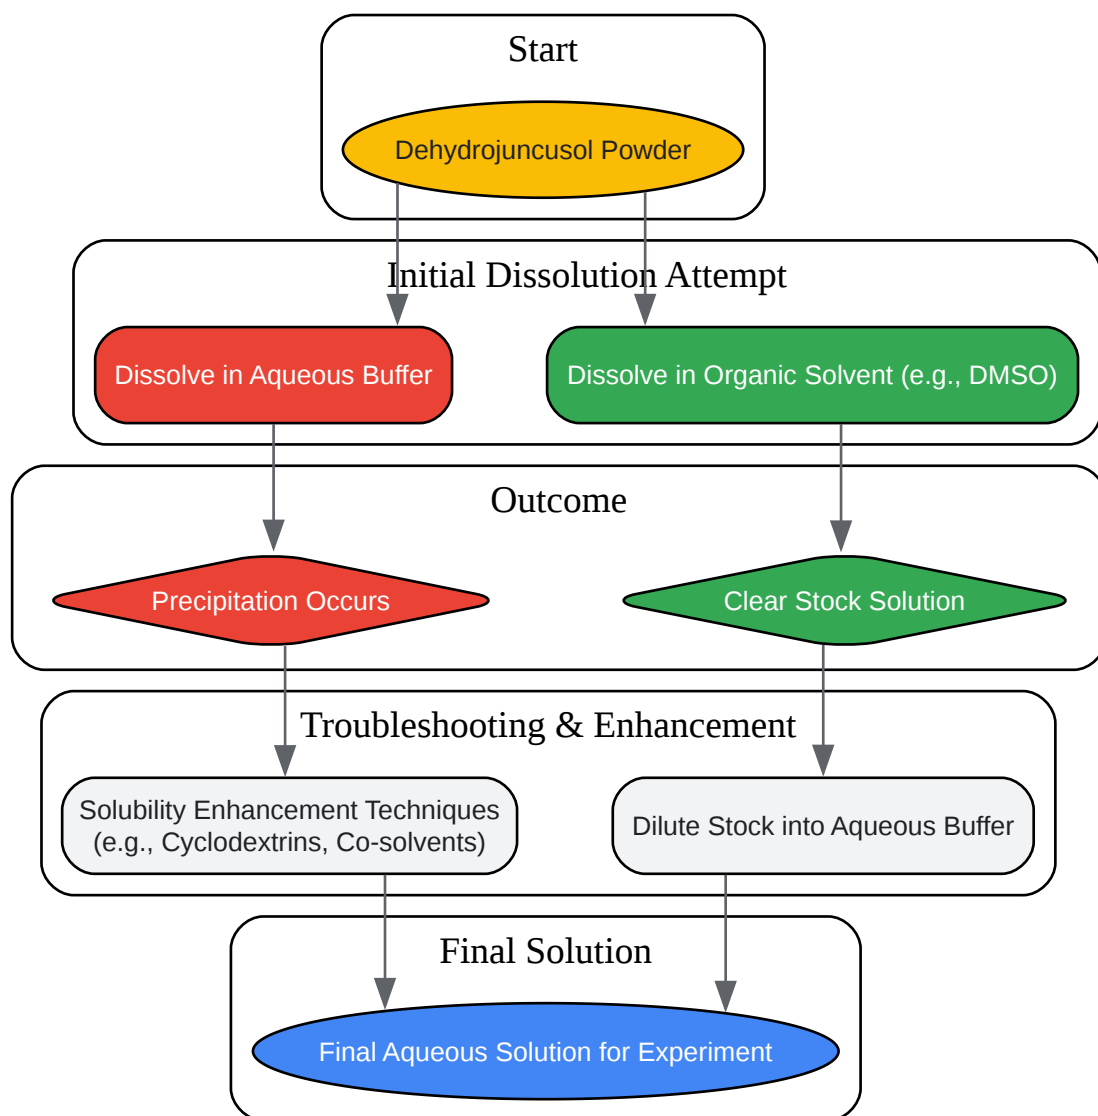 Start
Dehydrojuncusol Powder
Initial Dissolution Attempt
Dissolve in Aqueous Buffer
Dissolve in Organic Solvent (e.g., DMSO)
Outcome
Precipitation Occurs
Clear Stock Solution
Troubleshooting & Enhancement
Solubility Enhancement Techniques
(e.g., Cyclodextrins, Co-solvents)
Dilute Stock into Aqueous Buffer
Final Solution
Final Aqueous Solution for Experiment